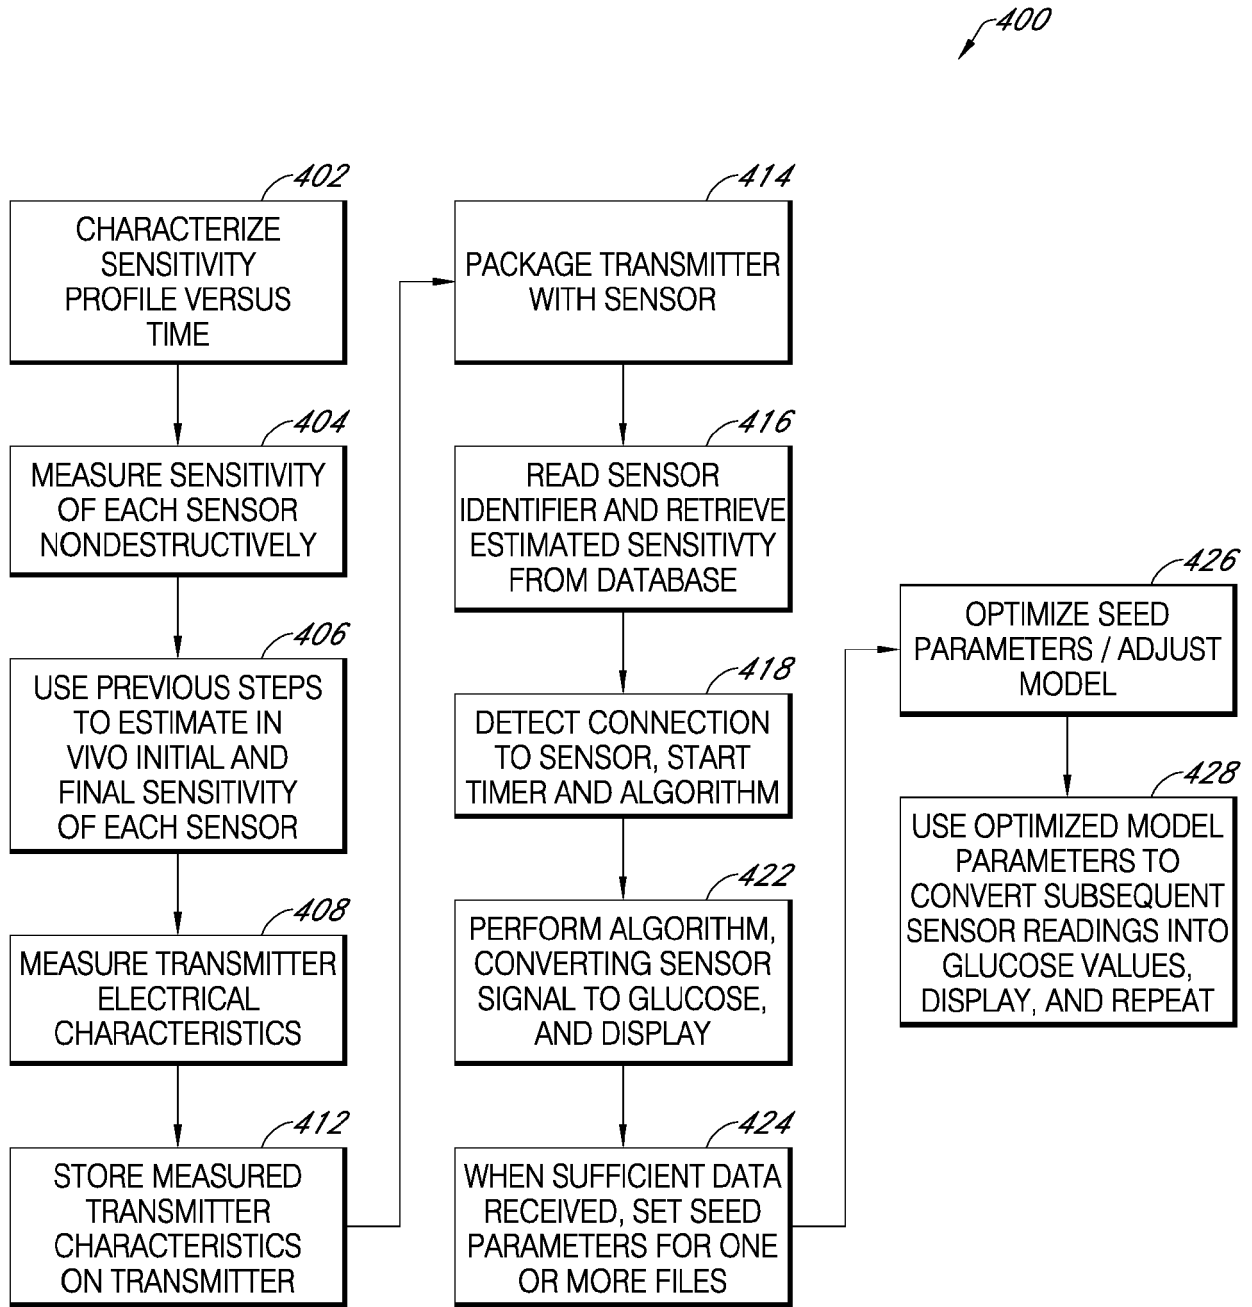 400
402
CHARACTERIZE
SENSITIVITY
PROFILE VERSUS
TIME
404
MEASURE SENSITIVITY
OF EACH SENSOR
NONDESTRUCTIVELY
406
USE PREVIOUS STEPS
TO ESTIMATE IN
VIVO INITIAL AND
FINAL SENSITIVITY
OF EACH SENSOR
408
MEASURE TRANSMITTER
ELECTRICAL
CHARACTERISTICS
412
STORE MEASURED
TRANSMITTER
CHARACTERISTICS
ON TRANSMITTER
414
PACKAGE TRANSMITTER
WITH SENSOR
416
READ SENSOR
IDENTIFIER AND RETRIEVE
ESTIMATED SENSITIVTY
FROM DATABASE
418
DETECT CONNECTION
TO SENSOR, START
TIMER AND ALGORITHM
422
PERFORM ALGORITHM,
CONVERTING SENSOR
SIGNAL TO GLUCOSE,
AND DISPLAY
424
WHEN SUFFICIENT DATA
RECEIVED, SET SEED
PARAMETERS FOR ONE
OR MORE FILES
426
OPTIMIZE SEED
PARAMETERS / ADJUST
MODEL
428
USE OPTIMIZED MODEL
PARAMETERS TO
CONVERT SUBSEQUENT
SENSOR READINGS INTO
GLUCOSE VALUES,
DISPLAY, AND REPEAT